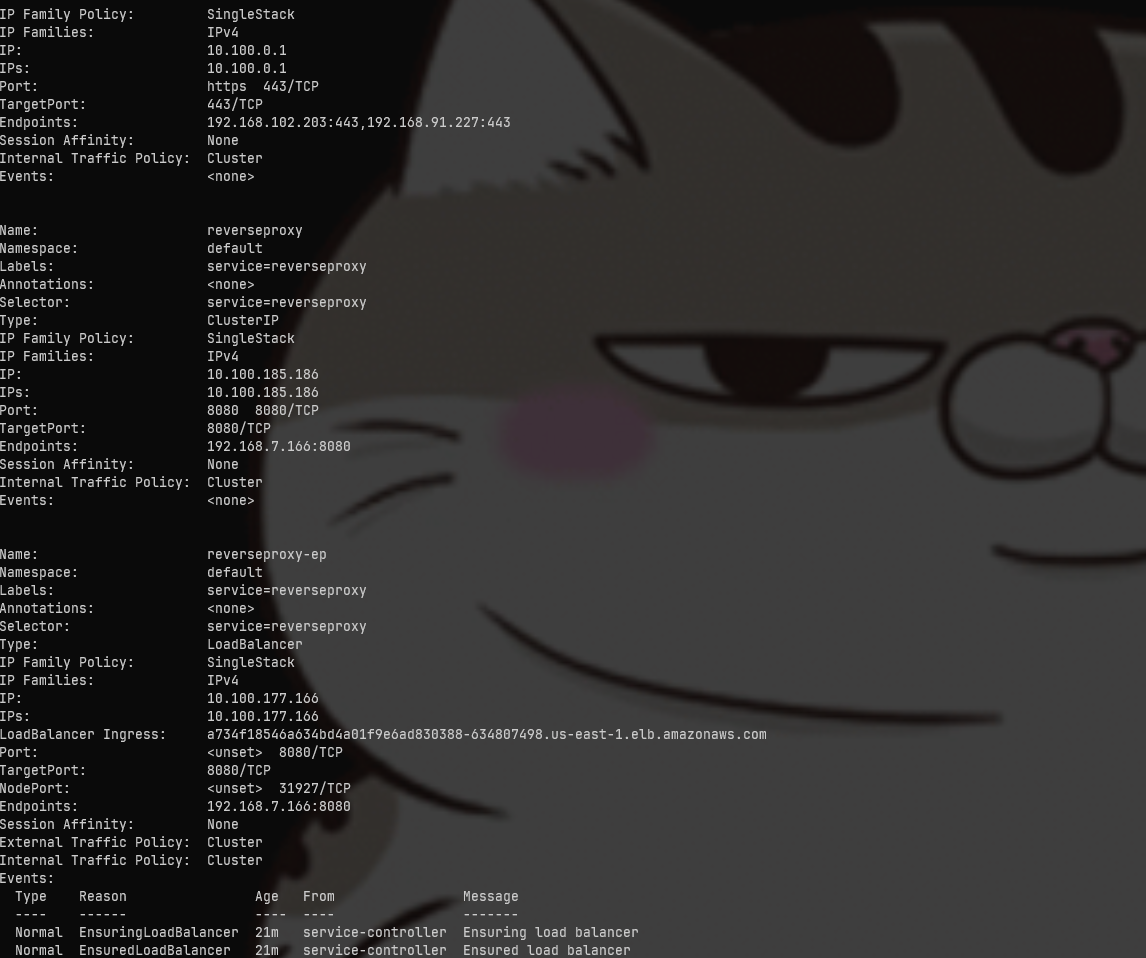 IP Family Policy:         SingleStack
IP Families:              IPv4
IP:                       10.100.0.1
IPs:                      10.100.0.1
Port:                     https  443/TCP
TargetPort:               443/TCP
Endpoints:                192.168.102.203:443,192.168.91.227:443
Session Affinity:         None
Internal Traffic Policy:  Cluster
Events:                   <none>

Name:                     reverseproxy
Namespace:                default
Labels:                   service=reverseproxy
Annotations:              <none>
Selector:                 service=reverseproxy
Type:                     ClusterIP
IP Family Policy:         SingleStack
IP Families:              IPv4
IP:                       10.100.185.186
IPs:                      10.100.185.186
Port:                     8080  8080/TCP
TargetPort:               8080/TCP
Endpoints:                192.168.7.166:8080
Session Affinity:         None
Internal Traffic Policy:  Cluster
Events:                   <none>

Name:                     reverseproxy-ep
Namespace:                default
Labels:                   service=reverseproxy
Annotations:              <none>
Selector:                 service=reverseproxy
Type:                     LoadBalancer
IP Family Policy:         SingleStack
IP Families:              IPv4
IP:                       10.100.177.166
IPs:                      10.100.177.166
LoadBalancer Ingress:     a734f18546a634bd4a01f9e6ad830388-634807498.us-east-1.elb.amazonaws.com
Port:                     <unset>  8080/TCP
TargetPort:               8080/TCP
NodePort:                 <unset>  31927/TCP
Endpoints:                192.168.7.166:8080
Session Affinity:         None
External Traffic Policy:  Cluster
Internal Traffic Policy:  Cluster
Events:
  Type    Reason                Age   From                Message
  ----    ------                ----  ----                -------
  Normal  EnsuringLoadBalancer  21m   service-controller  Ensuring load balancer
  Normal  EnsuredLoadBalancer   21m   service-controller  Ensured load balancer